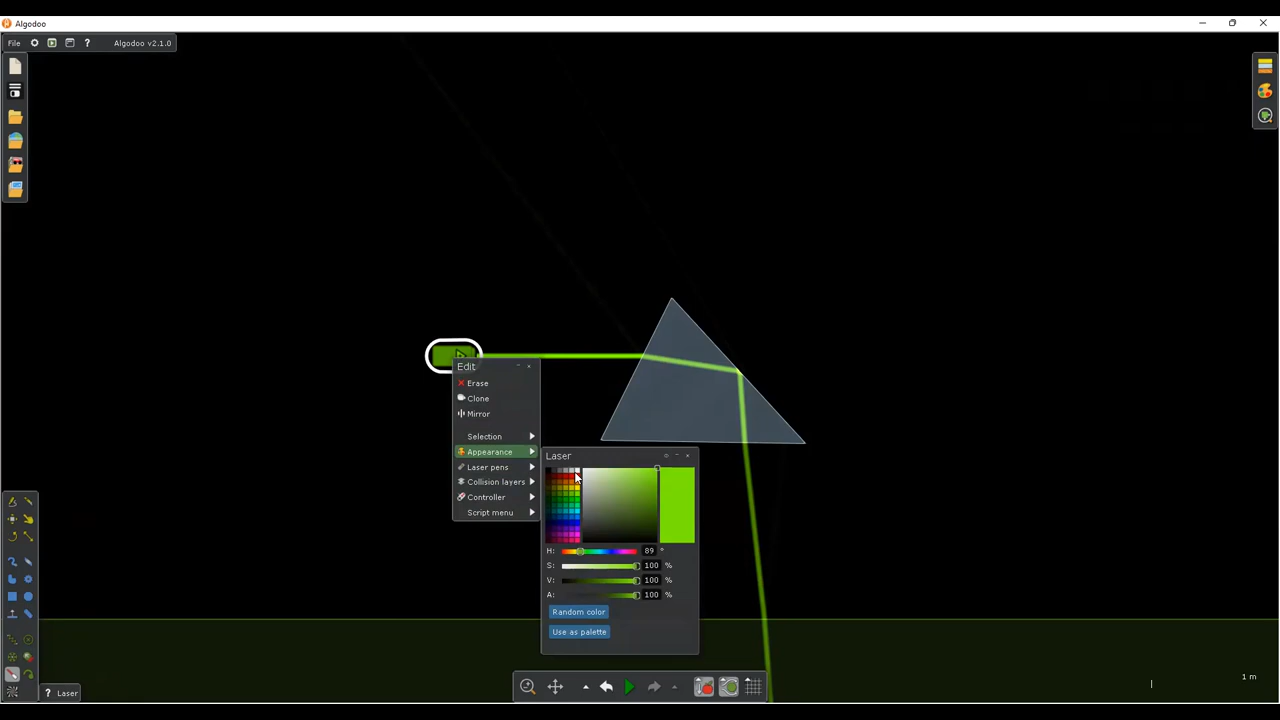 Algodoo
File ? Algodoo v2.1.0
Edit
Erase
Clone
Mirror
Selection
Appearance
Laser pens
Collision layers
Controller
Script menu
Laser
H: 89 °
S: 100 %
V: 100 %
A: 100 %
Random color
Use as palette
1 m
? Laser